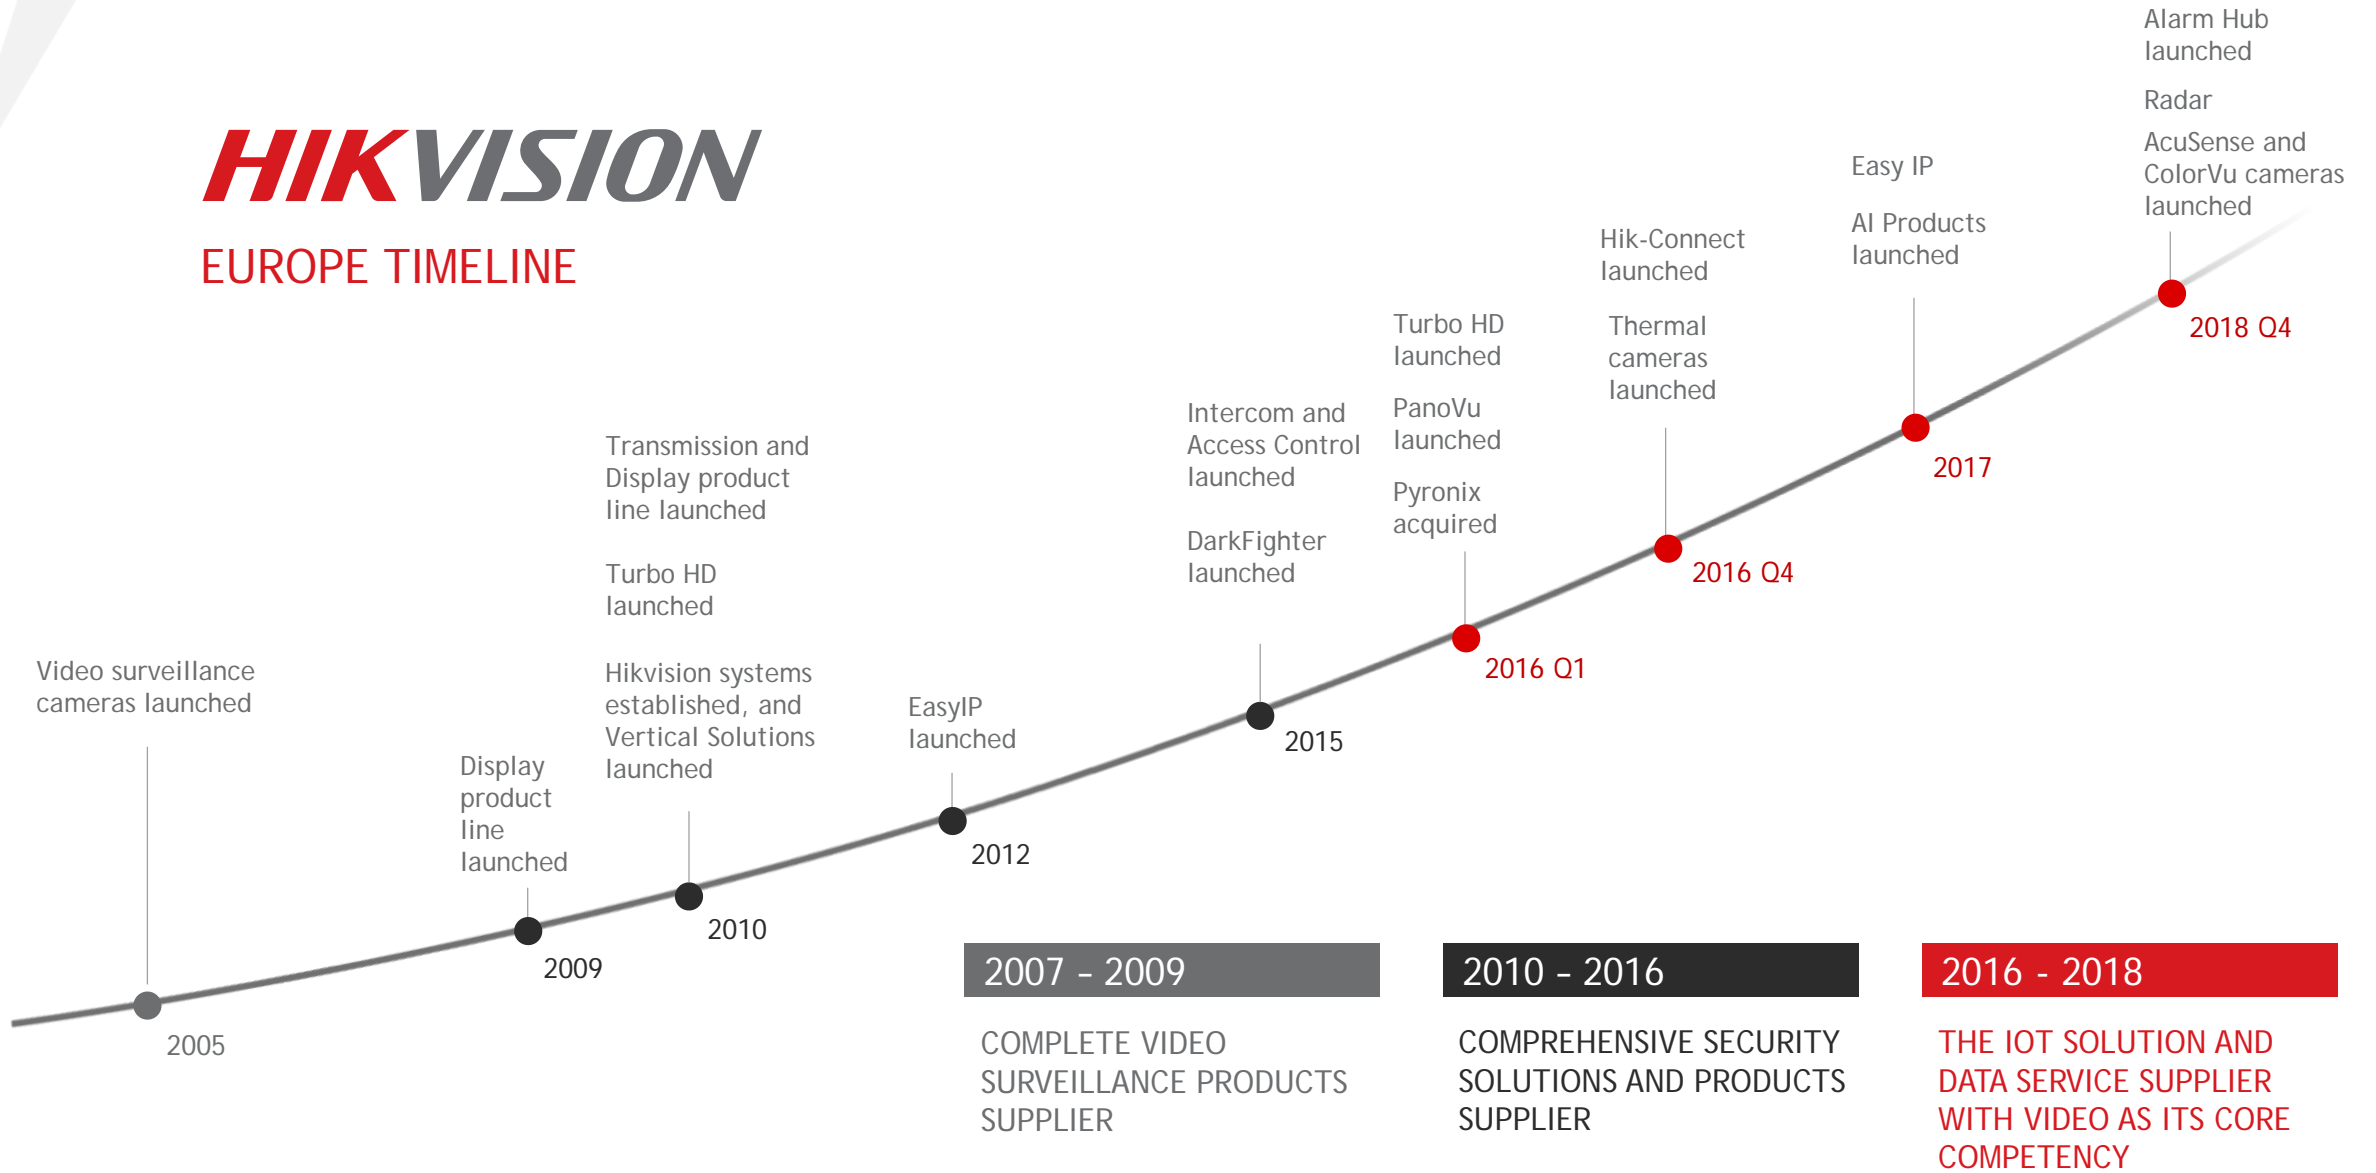 HIKVISION
EUROPE TIMELINE
Video surveillance
cameras launched
2005
Display
product
line
launched
2009
Transmission and
Display product
line launched
Turbo HD
launched
Hikvision systems
established, and
Vertical Solutions
launched
2010
EasyIP
launched
2012
Intercom and
Access Control
launched
DarkFighter
launched
2015
Turbo HD
launched
PanoVu
launched
Pyronix
acquired
2016 Q1
Hik-Connect
launched
Thermal
cameras
launched
2016 Q4
Easy IP
AI Products
launched
2017
Alarm Hub
launched
Radar
AcuSense and
ColorVu cameras
launched
2018 Q4
2007 – 2009
COMPLETE VIDEO
SURVEILLANCE PRODUCTS
SUPPLIER
2010 – 2016
COMPREHENSIVE SECURITY
SOLUTIONS AND PRODUCTS
SUPPLIER
2016 - 2018
THE IOT SOLUTION AND
DATA SERVICE SUPPLIER
WITH VIDEO AS ITS CORE
COMPETENCY